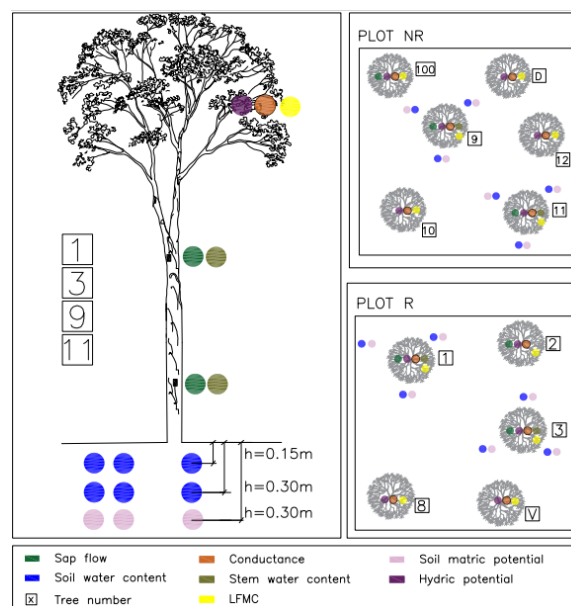 1
3
9
11
h=0.15m
h=0.30m
h=0.30m
PLOT NR
100
D
9
12
10
11
PLOT R
1
2
3
8
V
Sap flow
Conductance
Soil matric potential
Soil water content
Stem water content
Hydric potential
x Tree number
LFMC